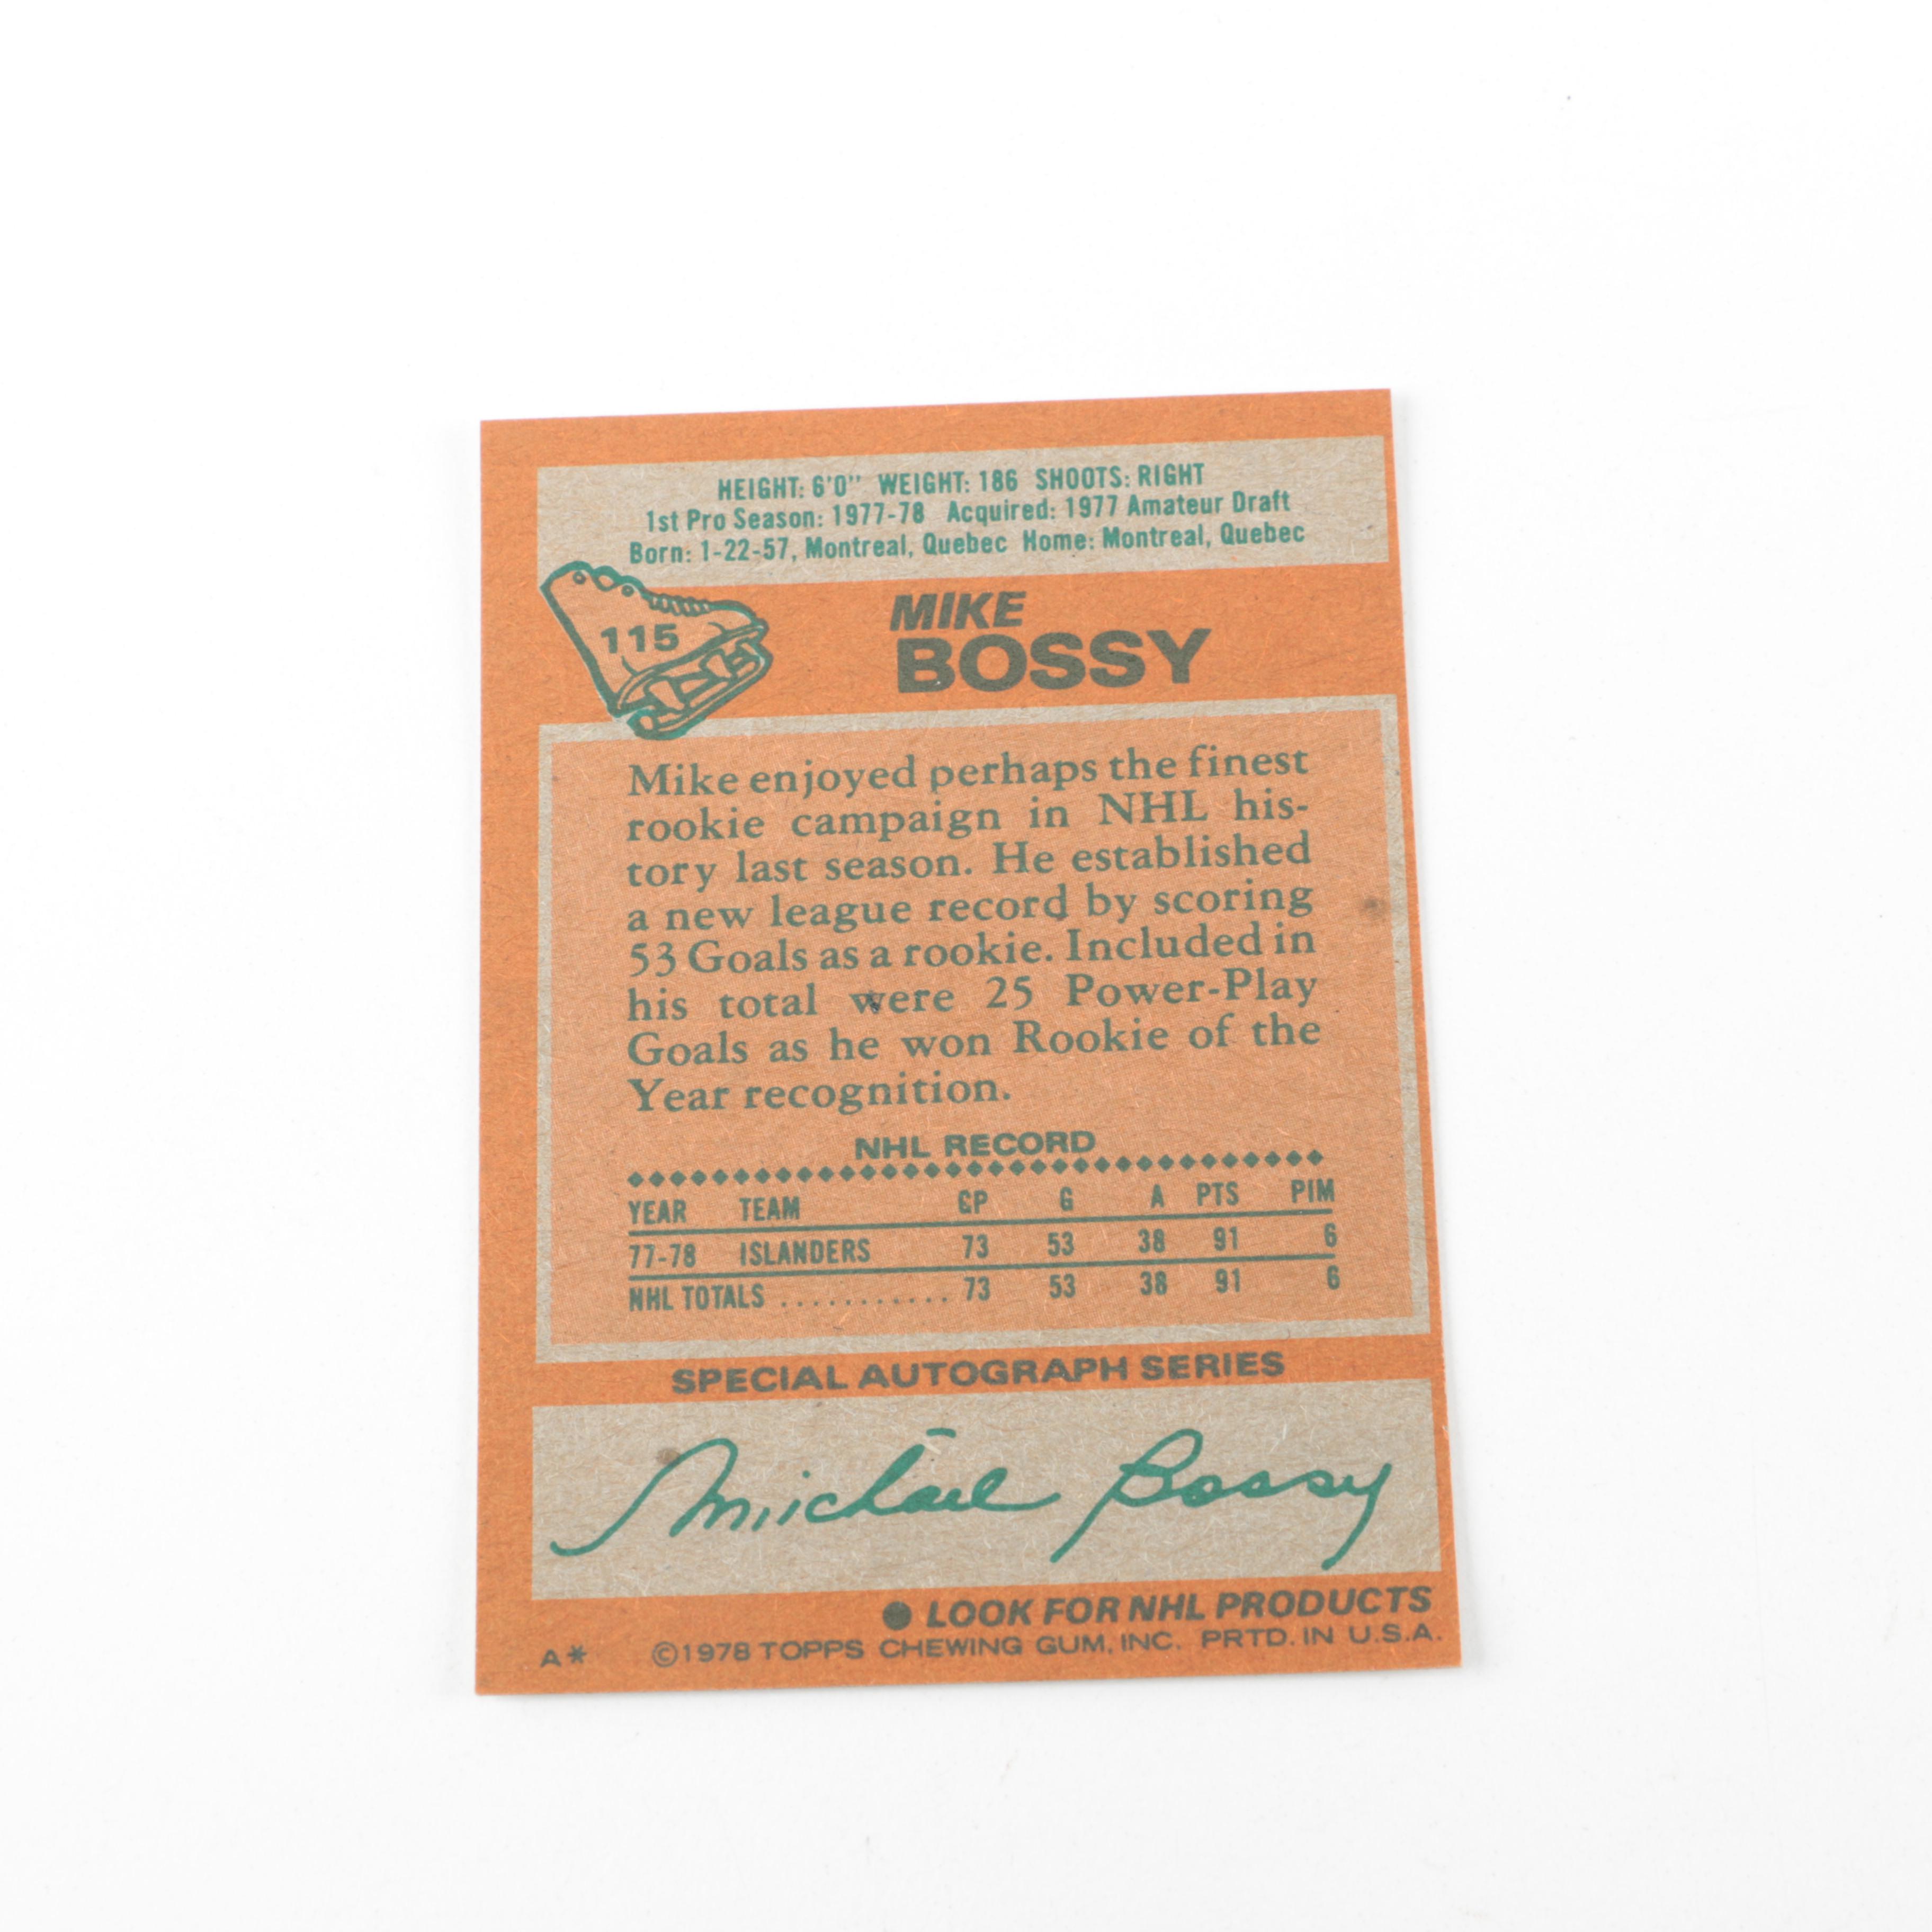 HEIGHT: 6'0" WEIGHT: 186 SHOOTS: RIGHT
1st Pro Season: 1977-78 Acquired: 1977 Amateur Draft
Born: 1-22-57, Montreal, Quebec Home: Montreal, Quebec
115
MIKE
BOSSY
Mike enjoyed perhaps the finest
rookie campaign in NHL his-
tory last season. He established
a new league record by scoring
53 Goals as a rookie. Included in
his total were 25 Power-Play
Goals as he won Rookie of the
Year recognition.
NHL RECORD
YEAR TEAM GP G A PTS PIM
77-78 ISLANDERS 73 53 38 91 6
NHL TOTALS ............ 73 53 38 91 6
SPECIAL AUTOGRAPH SERIES
Michael Bossy
● LOOK FOR NHL PRODUCTS
A* ©1978 TOPPS CHEWING GUM, INC. PRTD. IN U.S.A.